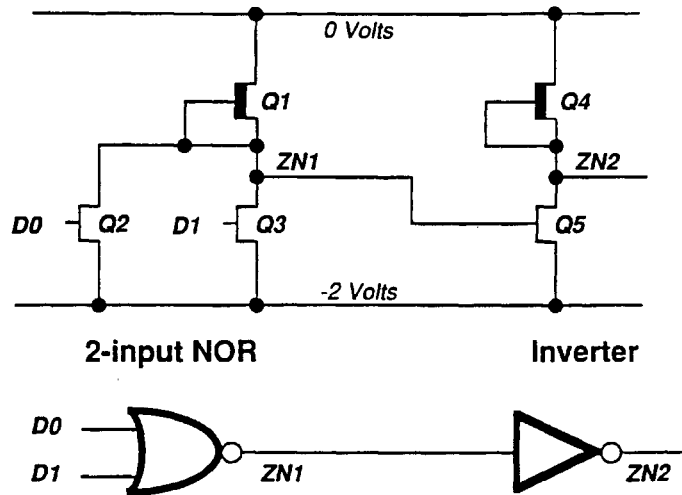 0 Volts
Q1
Q4
ZN1
ZN2
D0
Q2
D1
Q3
Q5
-2 Volts
2-input NOR
Inverter
D0
D1
ZN1
ZN2